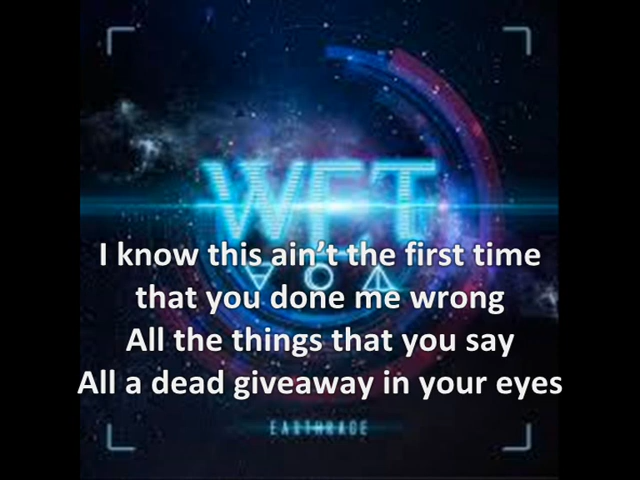 WET
I know this ain't the first time
that you done me wrong
All the things that you say
All a dead giveaway in your eyes
EARTHRAGE